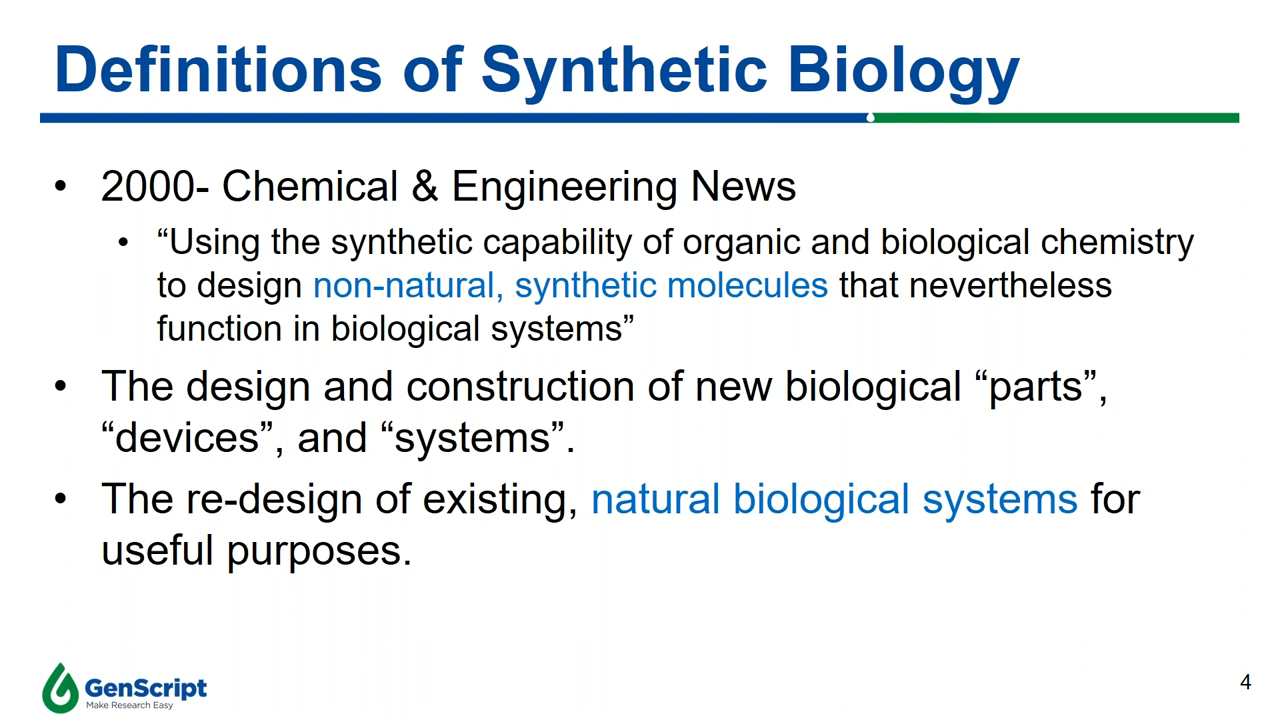 Definitions of Synthetic Biology
• 2000- Chemical & Engineering News
• “Using the synthetic capability of organic and biological chemistry
to design non-natural, synthetic molecules that nevertheless
function in biological systems”
• The design and construction of new biological “parts”,
“devices”, and “systems”.
• The re-design of existing, natural biological systems for
useful purposes.
GenScript
Make Research Easy
4